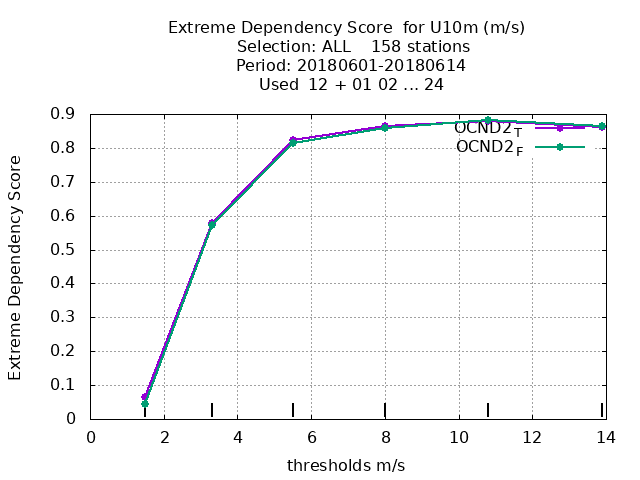 Extreme Dependency Score  for U10m (m/s)
Selection: ALL    158 stations
Period: 20180601-20180614
Used  12 + 01 02 ... 24
Extreme Dependency Score
0.9
0.8
0.7
0.6
0.5
0.4
0.3
0.2
0.1
0
OCND2T
OCND2F
0 2 4 6 8 10 12 14
thresholds m/s